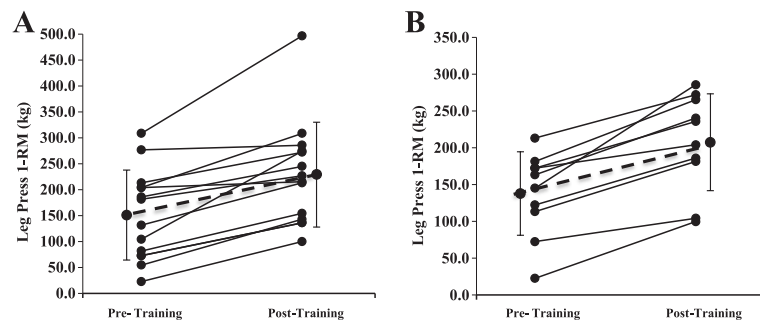 A
Leg Press 1-RM (kg)
500.0
450.0
400.0
350.0
300.0
250.0
200.0
150.0
100.0
50.0
0.0
Pre- Training
Post-Training
B
Leg Press 1-RM (kg)
350.0
300.0
250.0
200.0
150.0
100.0
50.0
0.0
Pre- Training
Post-Training